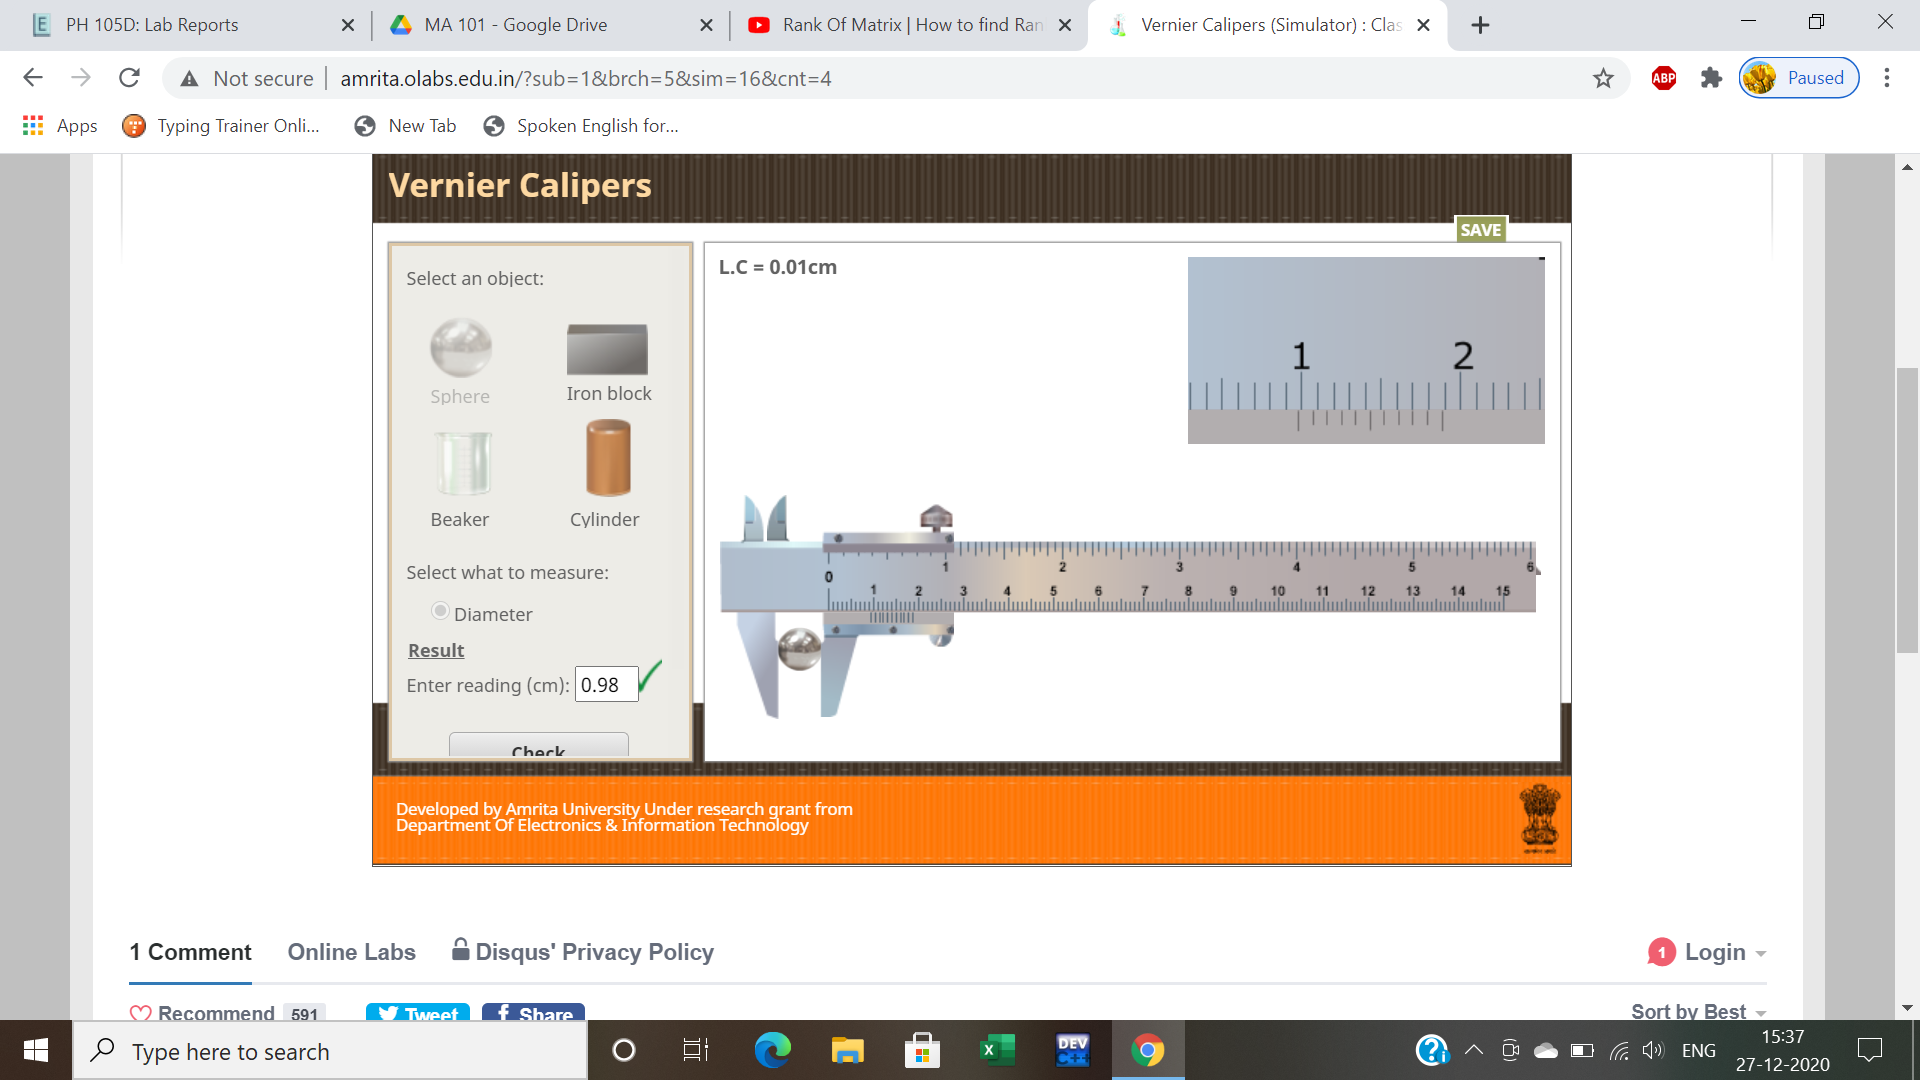 PH 105D: Lab Reports
MA 101 - Google Drive
Rank Of Matrix | How to find Ran
Vernier Calipers (Simulator) : Clas
Not secure
amrita.olabs.edu.in/?sub=1&brch=5&sim=16&cnt=4
ABP
Paused
Apps
Typing Trainer Onli...
New Tab
Spoken English for...
Vernier Calipers
SAVE
Select an object:
Sphere
Iron block
Beaker
Cylinder
Select what to measure:
Diameter
Result
Enter reading (cm): 0.98
Check
L.C = 0.01cm
1 2
0 1 2 3 4 5 6
1 2 3 4 5 6 7 8 9 10 11 12 13 14 15
Developed by Amrita University Under research grant from
Department Of Electronics & Information Technology
1 Comment
Online Labs
Disqus' Privacy Policy
1 Login
Recommend 591
Tweet
f Share
Sort by Best
Type here to search
DEV
C++
ENG
15:37
27-12-2020